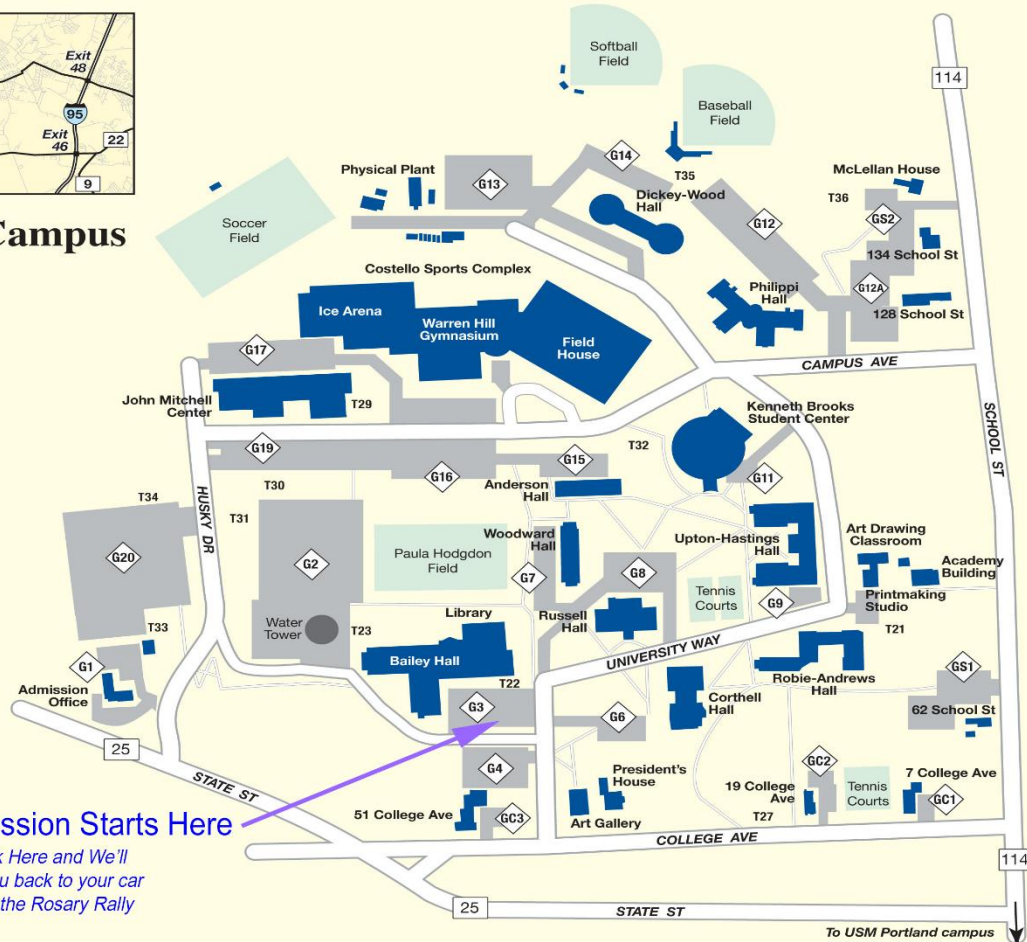 Exit
48
95
Exit
46
22
9
Campus
Softball
Field
Baseball
Field
114
Physical Plant
G13
G14
T35
McLellan House
Dickey-Wood
Hall
T36
GS2
G12
Soccer
Field
134 School St
Costello Sports Complex
G12A
Philippi
Hall
128 School St
Ice Arena
Warren Hill
Gymnasium
Field
House
G17
CAMPUS AVE
John Mitchell
Center
T29
Kenneth Brooks
Student Center
SCHOOL ST
G19
T32
G15
G16
G11
T30
Anderson
Hall
T34
HUSKY DR
T31
Woodward
Hall
Upton-Hastings
Hall
Art Drawing
Classroom
G20
G2
Paula Hodgdon
Field
G7
G8
Academy
Building
Tennis
Courts
G9
Printmaking
Studio
Library
Russell
Hall
T33
Water
Tower
T23
T21
UNIVERSITY WAY
G1
Bailey Hall
Robie-Andrews
Hall
GS1
Admission
Office
T22
Corthell
Hall
G3
G6
62 School St
25
G4
GC2
STATE ST
President's
House
19 College
Ave
Tennis
Courts
7 College Ave
GC1
51 College Ave
GC3
Art Gallery
T27
ssion Starts Here
COLLEGE AVE
Here and We'll
u back to your car
the Rosary Rally
114
25
STATE ST
To USM Portland campus